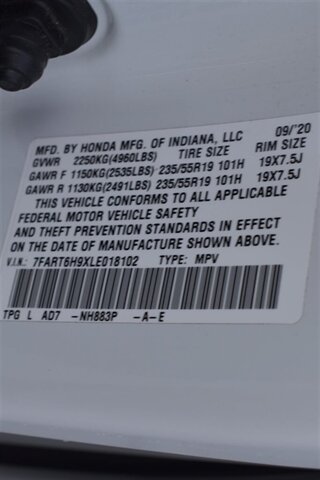 MFD. BY HONDA MFG. OF INDIANA, LLC 09/'20
GVWR 2250KG(4960LBS) TIRE SIZE RIM SIZE
GAWR F 1150KG(2535LBS) 235/55R19 101H 19X7.5J
GAWR R 1130KG(2491LBS) 235/55R19 101H 19X7.5J
THIS VEHICLE CONFORMS TO ALL APPLICABLE
FEDERAL MOTOR VEHICLE SAFETY
AND THEFT PREVENTION STANDARDS IN EFFECT
ON THE DATE OF MANUFACTURE SHOWN ABOVE.
V.I.N.: 7FART6H9XLE018102 TYPE: MPV
TPG L AD7 -NH883P -A-E